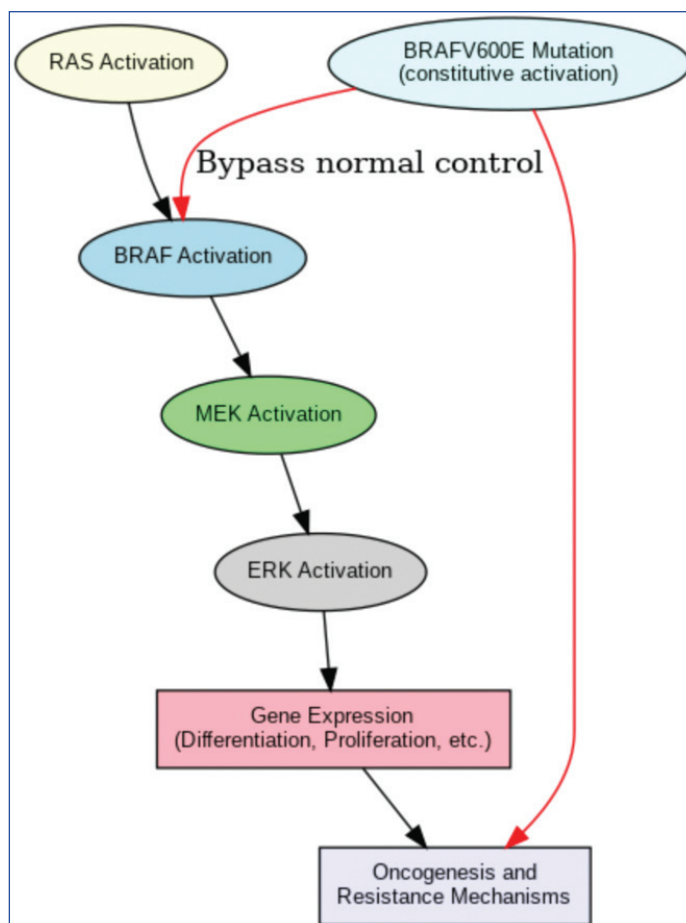 RAS Activation
BRAFV600E Mutation
(constitutive activation)
Bypass normal control
BRAF Activation
MEK Activation
ERK Activation
Gene Expression
(Differentiation, Proliferation, etc.)
Oncogenesis and
Resistance Mechanisms